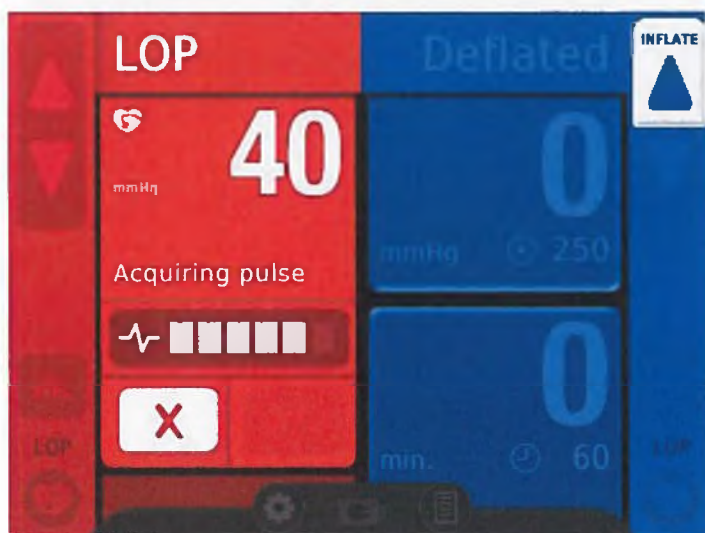 LOP
Deflated
INFLATE
40
mmHg
0
mmHg 250
Acquiring pulse
X
0
min. 60
LOP
LOP